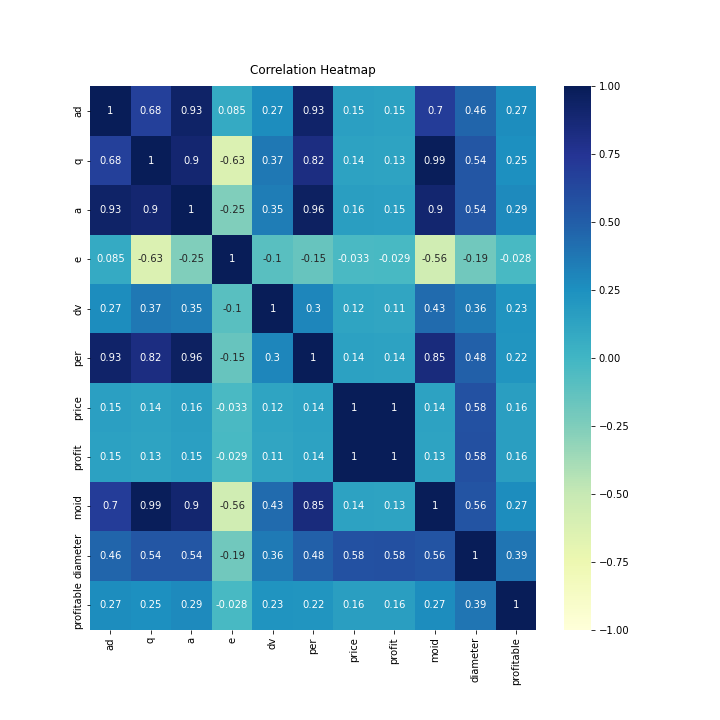 Correlation Heatmap
ad 1 0.68 0.93 0.085 0.27 0.93 0.15 0.15 0.7 0.46 0.27
q 0.68 1 0.9 -0.63 0.37 0.82 0.14 0.13 0.99 0.54 0.25
a 0.93 0.9 1 -0.25 0.35 0.96 0.16 0.15 0.9 0.54 0.29
e 0.085 -0.63 -0.25 1 -0.1 -0.15 -0.033 -0.029 -0.56 -0.19 -0.028
dv 0.27 0.37 0.35 -0.1 1 0.3 0.12 0.11 0.43 0.36 0.23
per 0.93 0.82 0.96 -0.15 0.3 1 0.14 0.14 0.85 0.48 0.22
price 0.15 0.14 0.16 -0.033 0.12 0.14 1 1 0.14 0.58 0.16
profit 0.15 0.13 0.15 -0.029 0.11 0.14 1 1 0.13 0.58 0.16
moid 0.7 0.99 0.9 -0.56 0.43 0.85 0.14 0.13 1 0.56 0.27
diameter 0.46 0.54 0.54 -0.19 0.36 0.48 0.58 0.58 0.56 1 0.39
profitable 0.27 0.25 0.29 -0.028 0.23 0.22 0.16 0.16 0.27 0.39 1
ad q a e dv per price profit moid diameter profitable
1.00
0.75
0.50
0.25
0.00
−0.25
−0.50
−0.75
−1.00